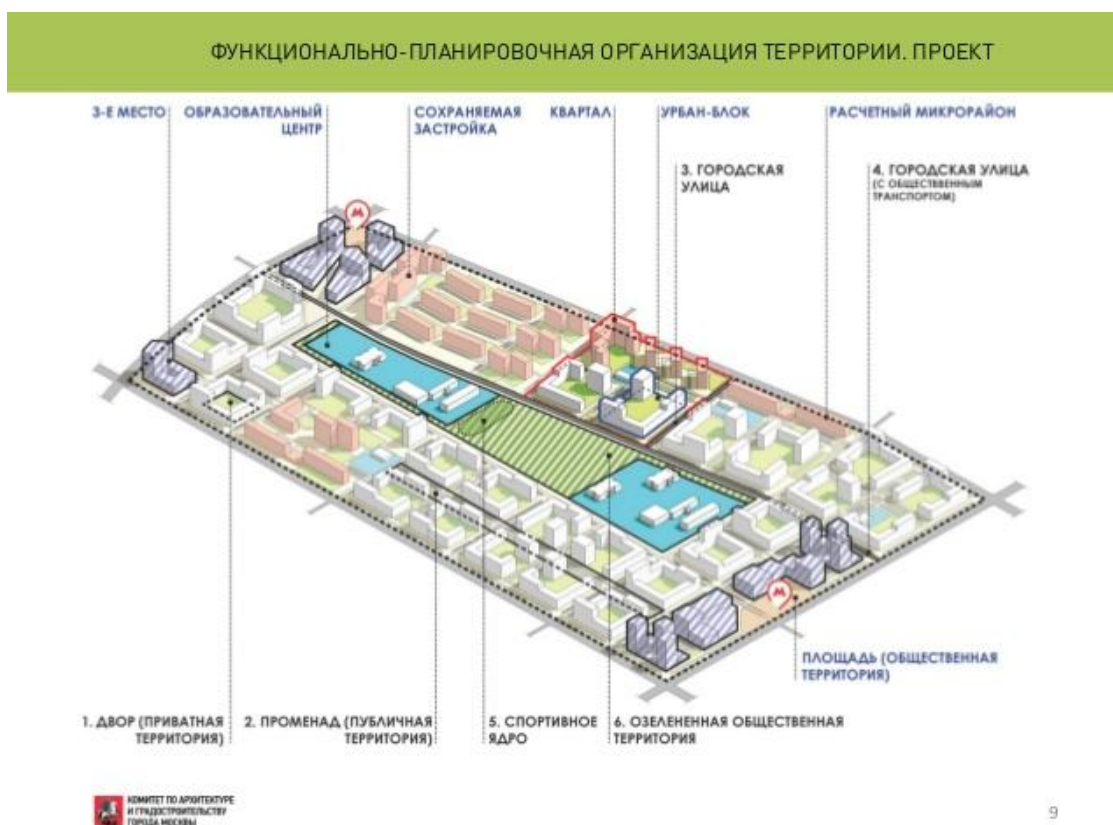 ФУНКЦИОНАЛЬНО-ПЛАНИРОВОЧНАЯ ОРГАНИЗАЦИЯ ТЕРРИТОРИИ. ПРОЕКТ
3-Е МЕСТО
ОБРАЗОВАТЕЛЬНЫЙ
ЦЕНТР
СОХРАНЯЕМАЯ
ЗАСТРОЙКА
КВАРТАЛ
УРБАН-БЛОК
РАСЧЕТНЫЙ МИКРОРАЙОН
3. ГОРОДСКАЯ
УЛИЦА
4. ГОРОДСКАЯ УЛИЦА
(С ОБЩЕСТВЕННЫМ
ТРАНСПОРТОМ)
М
М
ПЛОЩАДЬ (ОБЩЕСТВЕННАЯ
ТЕРРИТОРИЯ)
1. ДВОР (ПРИВАТНАЯ
ТЕРРИТОРИЯ)
2. ПРОМЕНАД (ПУБЛИЧНАЯ
ТЕРРИТОРИЯ)
5. СПОРТИВНОЕ
ЯДРО
6. ОЗЕЛЕНЕННАЯ ОБЩЕСТВЕННАЯ
ТЕРРИТОРИЯ
КОМИТЕТ ПО АРХИТЕКТУРЕ
И ГРАДОСТРОИТЕЛЬСТВУ
ГОРОДА МОСКВЫ
9